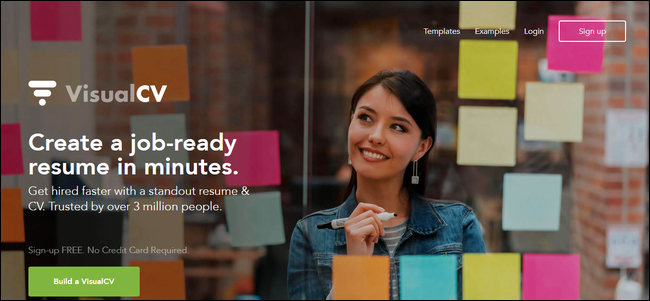 Templates Examples Login Sign up
VisualCV
Create a job-ready
resume in minutes.
Get hired faster with a standout resume &
CV. Trusted by over 3 million people.
Sign-up FREE. No Credit Card Required.
Build a VisualCV